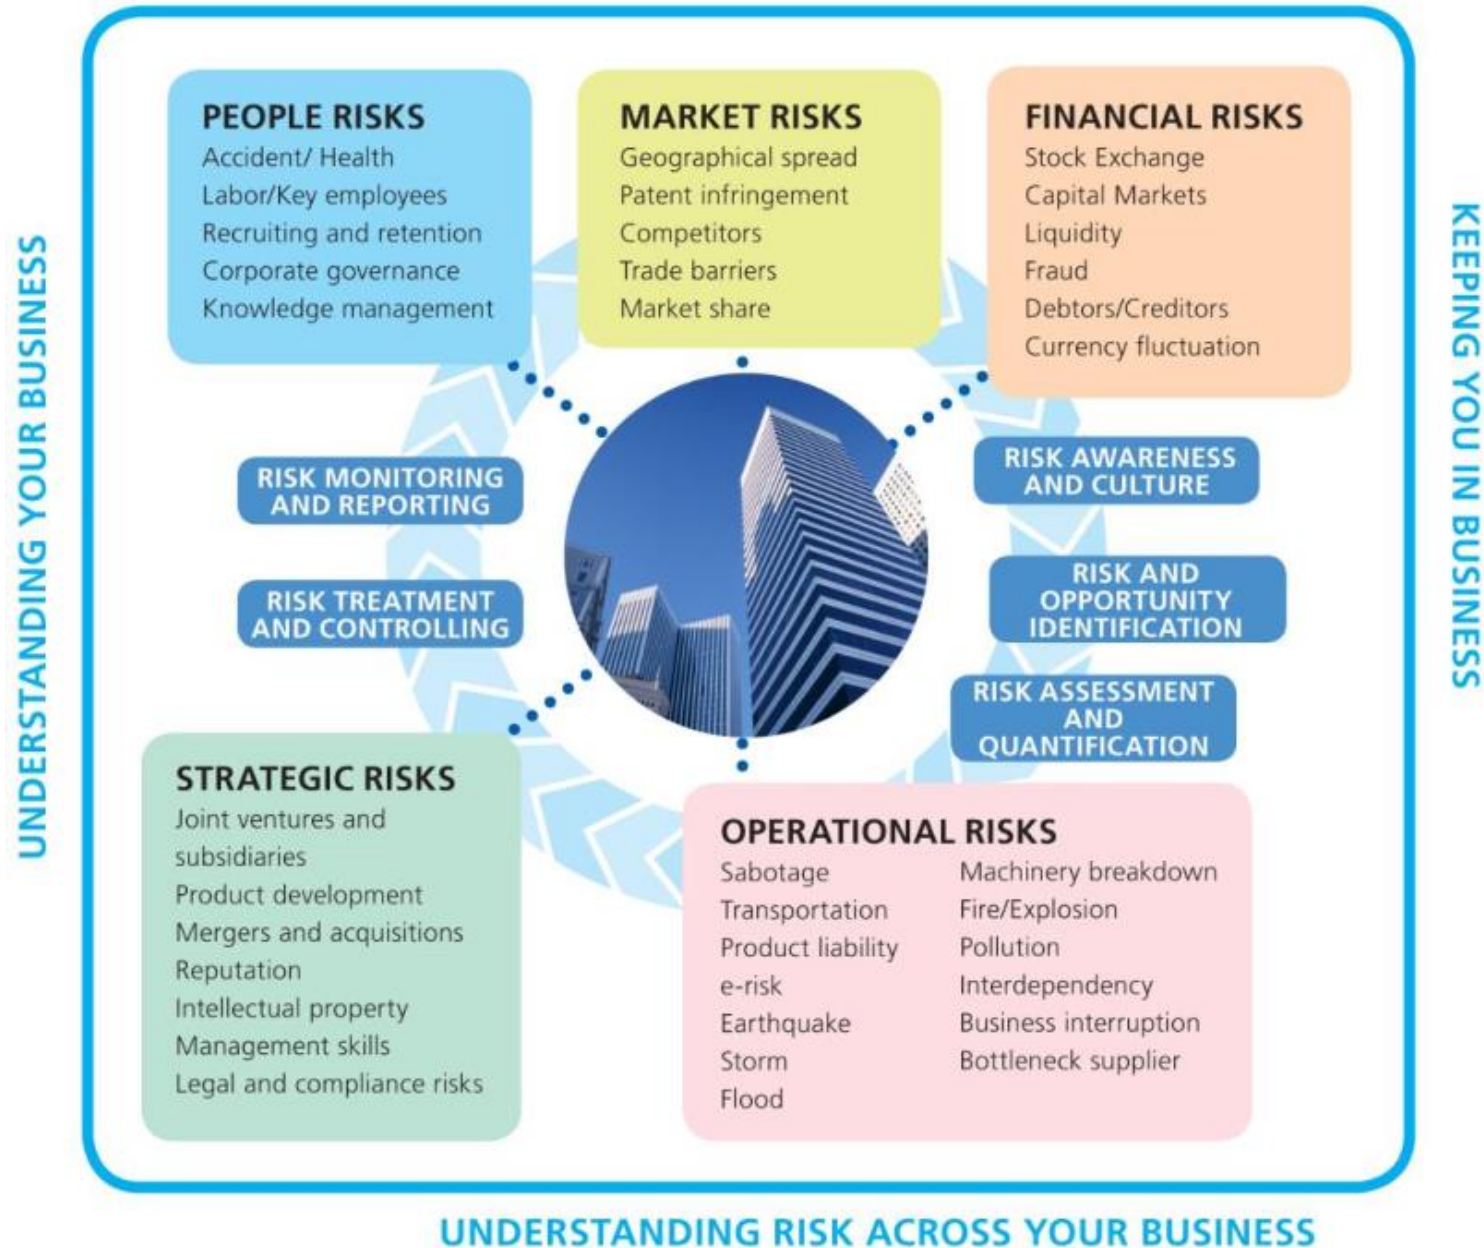 PEOPLE RISKS
Accident/ Health
Labor/Key employees
Recruiting and retention
Corporate governance
Knowledge management
MARKET RISKS
Geographical spread
Patent infringement
Competitors
Trade barriers
Market share
FINANCIAL RISKS
Stock Exchange
Capital Markets
Liquidity
Fraud
Debtors/Creditors
Currency fluctuation
UNDERSTANDING YOUR BUSINESS
KEEPING YOU IN BUSINESS
RISK MONITORING
AND REPORTING
RISK TREATMENT
AND CONTROLLING
RISK AWARENESS
AND CULTURE
RISK AND
OPPORTUNITY
IDENTIFICATION
RISK ASSESSMENT
AND
QUANTIFICATION
STRATEGIC RISKS
Joint ventures and
subsidiaries
Product development
Mergers and acquisitions
Reputation
Intellectual property
Management skills
Legal and compliance risks
OPERATIONAL RISKS
Sabotage
Transportation
Product liability
e-risk
Earthquake
Storm
Flood
Machinery breakdown
Fire/Explosion
Pollution
Interdependency
Business interruption
Bottleneck supplier
UNDERSTANDING RISK ACROSS YOUR BUSINESS